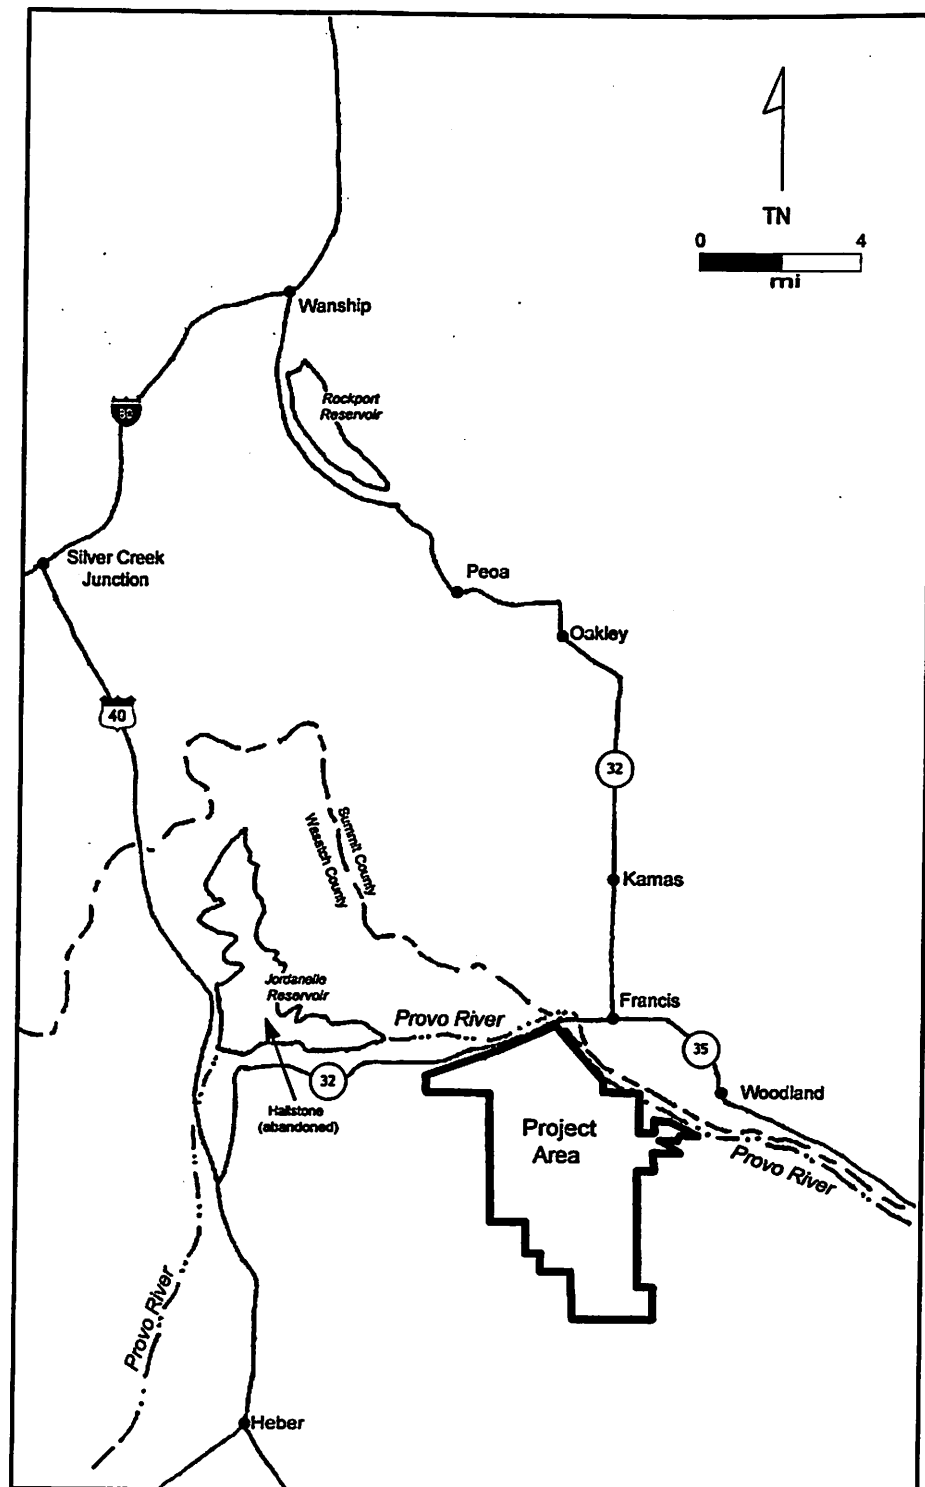 TN
0 4
mi
Wanship
Rockport
Reservoir
80
Silver Creek
Junction
Peoa
Oakley
40
32
Summit County
Wasatch County
Kamas
Jordanelle
Reservoir
Provo River
Francis
35
32
Hailstone
(abandoned)
Woodland
Project
Area
Provo River
Provo River
Heber